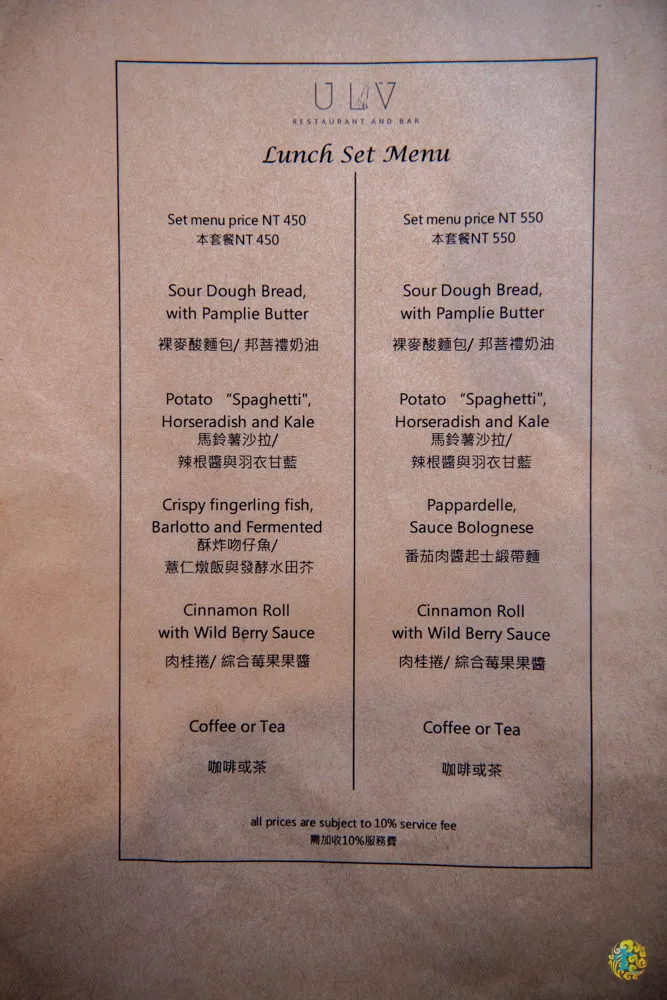 ULV
RESTAURANT AND BAR
Lunch Set Menu
Set menu price NT 450
本套餐NT 450
Sour Dough Bread,
with Pamplie Butter
裸麥酸麵包/ 邦菩禮奶油
Potato “Spaghetti",
Horseradish and Kale
馬鈴薯沙拉/
辣根醬與羽衣甘藍
Crispy fingerling fish,
Barlotto and Fermented
酥炸吻仔魚/
薏仁燉飯與發酵水田芥
Cinnamon Roll
with Wild Berry Sauce
肉桂捲/ 綜合莓果果醬
Coffee or Tea
咖啡或茶
Set menu price NT 550
本套餐NT 550
Sour Dough Bread,
with Pamplie Butter
裸麥酸麵包/ 邦菩禮奶油
Potato “Spaghetti",
Horseradish and Kale
馬鈴薯沙拉/
辣根醬與羽衣甘藍
Pappardelle,
Sauce Bolognese
番茄肉醬起士緞帶麵
Cinnamon Roll
with Wild Berry Sauce
肉桂捲/ 綜合莓果果醬
Coffee or Tea
咖啡或茶
all prices are subject to 10% service fee
需加收10%服務費